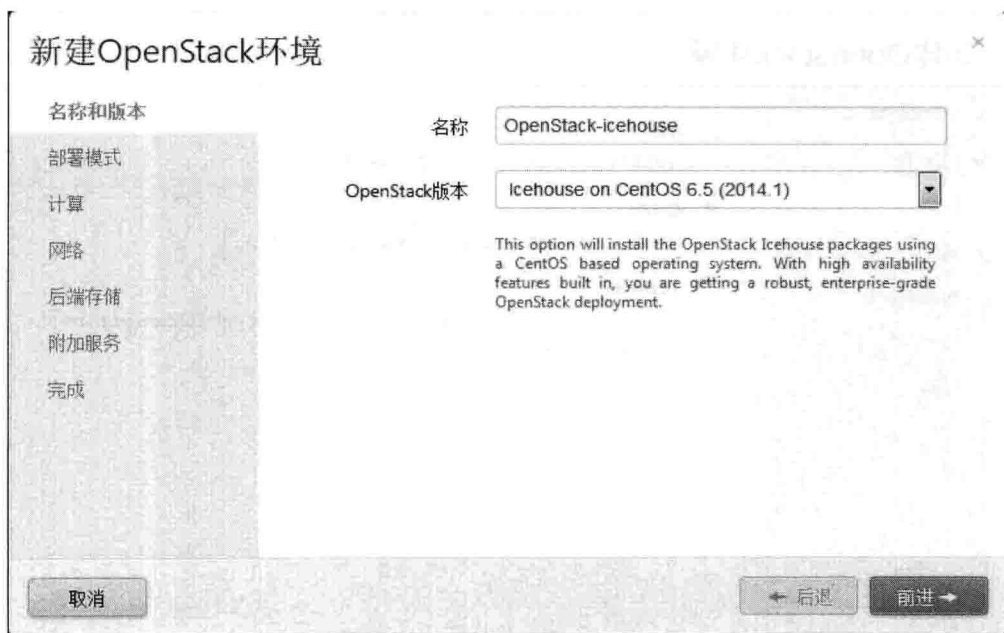 新建OpenStack环境
×
名称和版本
部署模式
计算
网络
后端存储
附加服务
完成
名称
OpenStack-icehouse
OpenStack版本
Icehouse on CentOS 6.5 (2014.1)
This option will install the OpenStack Icehouse packages using
a CentOS based operating system. With high availability
features built in, you are getting a robust, enterprise-grade
OpenStack deployment.
取消
← 后退
前进 →